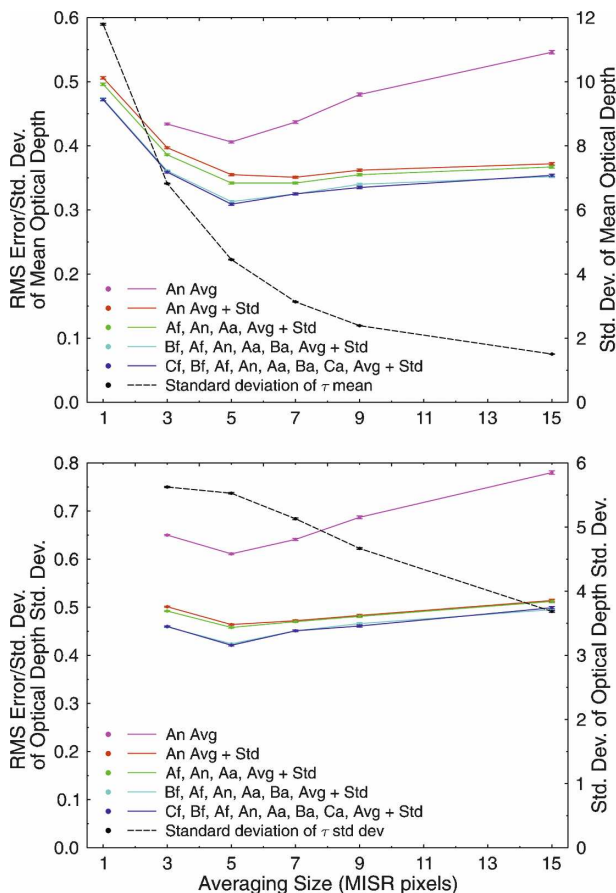 0.6
0.5
0.4
0.3
0.2
0.1
0.0
RMS Error/Std. Dev.
of Mean Optical Depth
12
10
8
6
4
2
0
Std. Dev. of Mean Optical Depth
An Avg
An Avg + Std
Af, An, Aa, Avg + Std
Bf, Af, An, Aa, Ba, Avg + Std
Cf, Bf, Af, An, Aa, Ba, Ca, Avg + Std
Standard deviation of τ mean
1 3 5 7 9 11 13 15
0.8
0.7
0.6
0.5
0.4
0.3
0.2
0.1
0.0
RMS Error/Std. Dev.
of Optical Depth Std. Dev.
6
5
4
3
2
1
0
Std. Dev. of Optical Depth Std. Dev.
An Avg
An Avg + Std
Af, An, Aa, Avg + Std
Bf, Af, An, Aa, Ba, Avg + Std
Cf, Bf, Af, An, Aa, Ba, Ca, Avg + Std
Standard deviation of τ std dev
1 3 5 7 9 11 13 15
Averaging Size (MISR pixels)